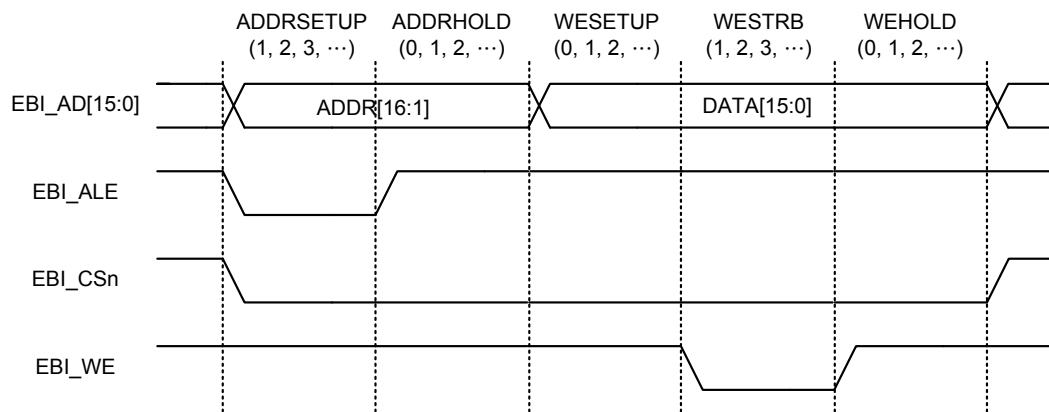 ADDRSETUP ADDRHOLD WESETUP WESTRB WEHOLD
(1, 2, 3, ⋯) (0, 1, 2, ⋯) (0, 1, 2, ⋯) (1, 2, 3, ⋯) (0, 1, 2, ⋯)
EBI_AD[15:0] ADDR[16:1] DATA[15:0]
EBI_ALE
EBI_CSn
EBI_WE